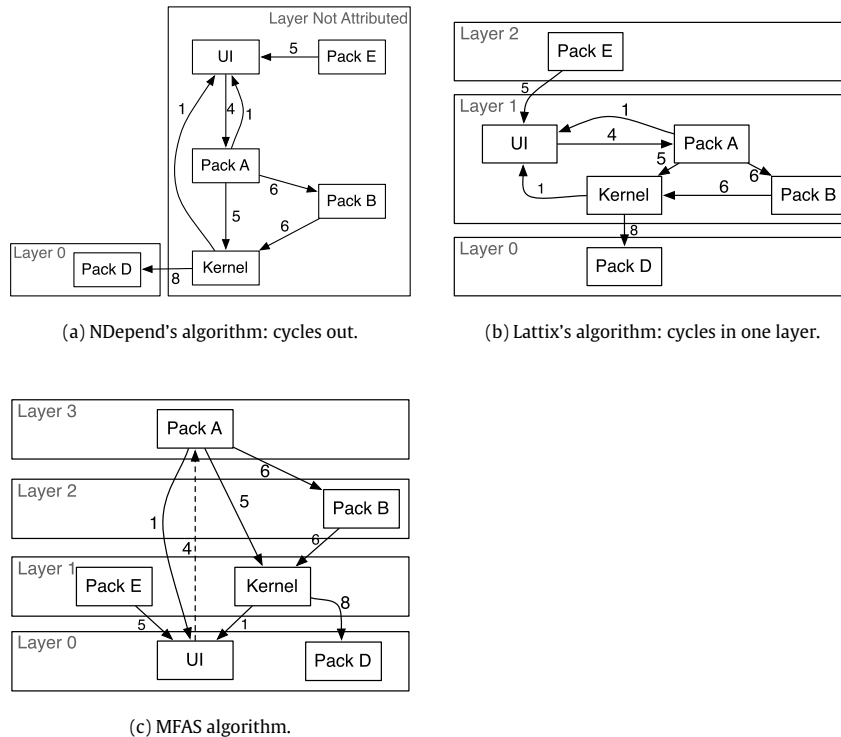 Layer Not Attributed
UI
5
Pack E
1
4
1
Pack A
6
Pack B
5
6
Layer 0
Pack D
8
Kernel
(a) NDepend's algorithm: cycles out.
Layer 2
Pack E
5
Layer 1
1
UI
4
Pack A
5
6
1
Kernel
6
Pack B
8
Layer 0
Pack D
(b) Lattix's algorithm: cycles in one layer.
Layer 3
Pack A
6
Layer 2
5
Pack B
1
4
6
Layer 1
Pack E
Kernel
8
5
1
Layer 0
UI
Pack D
(c) MFAS algorithm.